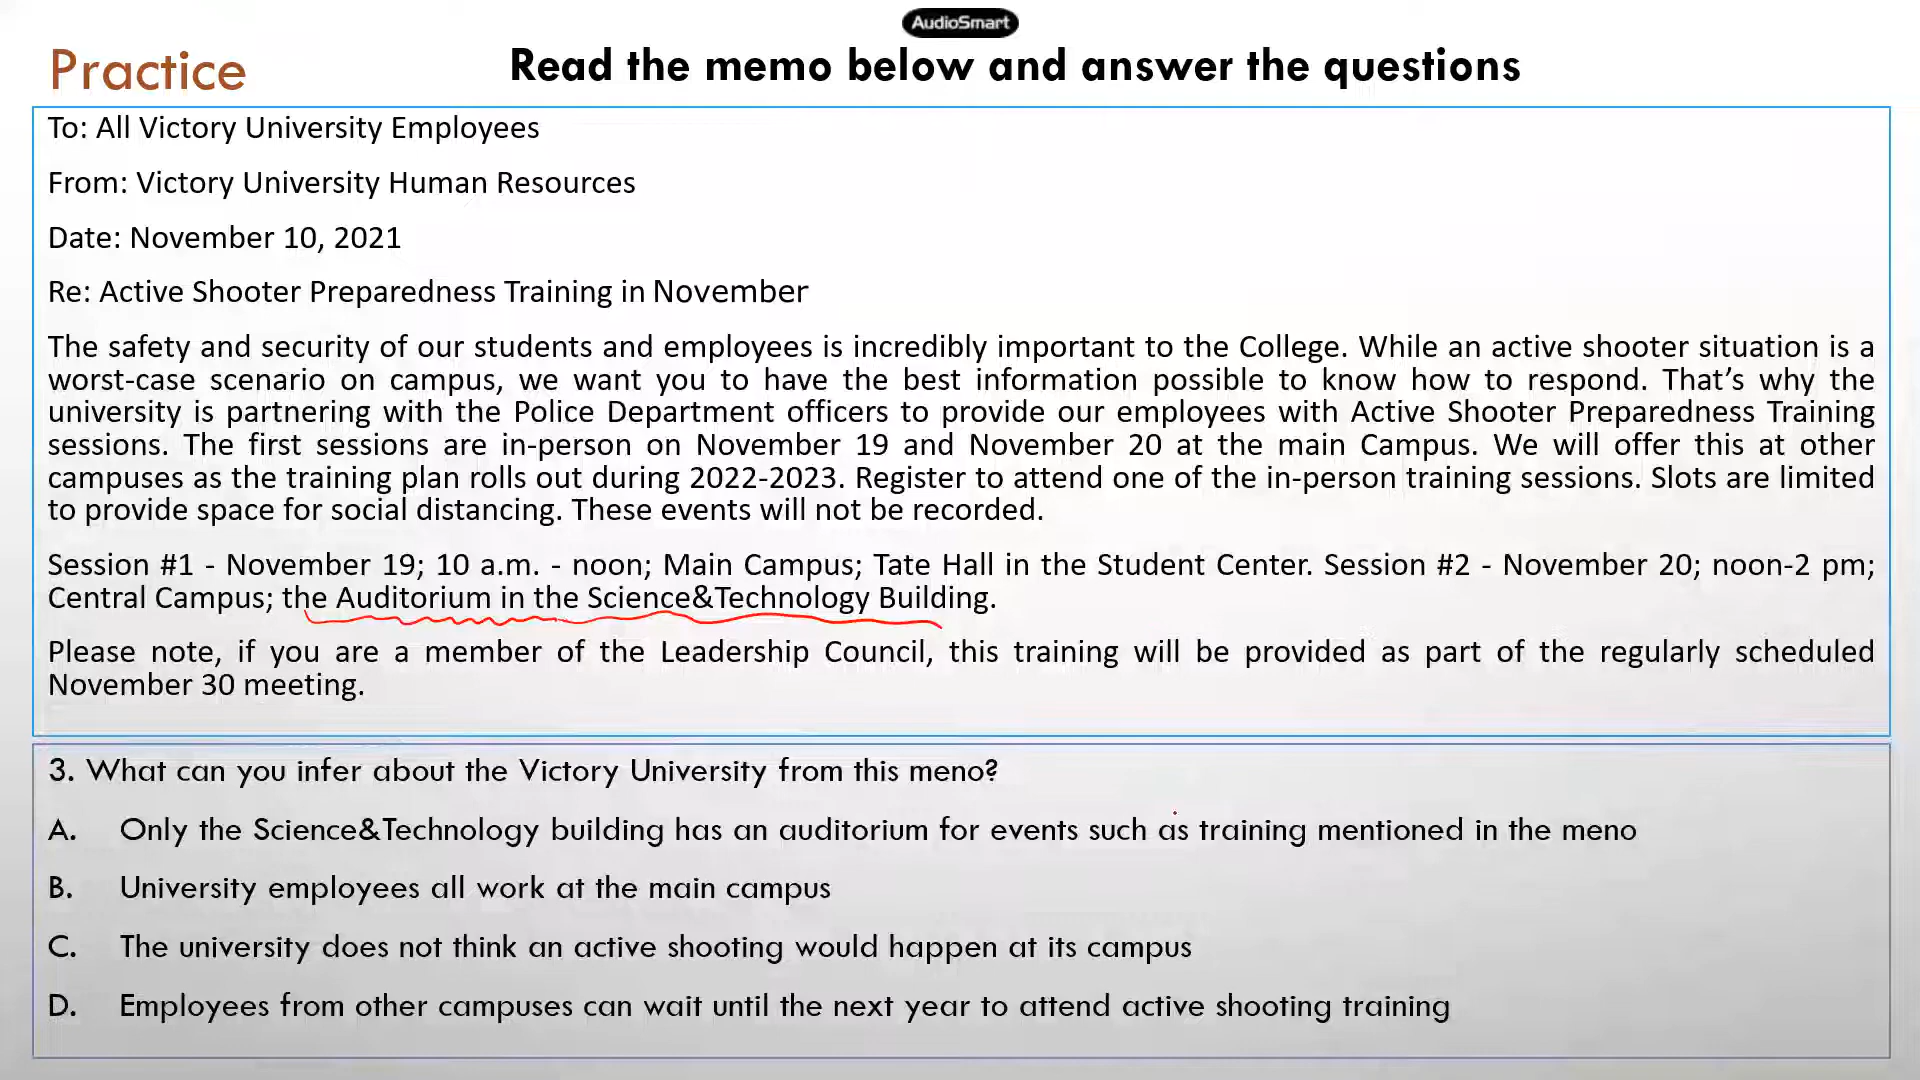 AudioSmart
Practice
Read the memo below and answer the questions
To: All Victory University Employees
From: Victory University Human Resources
Date: November 10, 2021
Re: Active Shooter Preparedness Training in November
The safety and security of our students and employees is incredibly important to the College. While an active shooter situation is a
worst-case scenario on campus, we want you to have the best information possible to know how to respond. That’s why the
university is partnering with the Police Department officers to provide our employees with Active Shooter Preparedness Training
sessions. The first sessions are in-person on November 19 and November 20 at the main Campus. We will offer this at other
campuses as the training plan rolls out during 2022-2023. Register to attend one of the in-person training sessions. Slots are limited
to provide space for social distancing. These events will not be recorded.
Session #1 - November 19; 10 a.m. - noon; Main Campus; Tate Hall in the Student Center. Session #2 - November 20; noon-2 pm;
Central Campus; the Auditorium in the Science&Technology Building.
Please note, if you are a member of the Leadership Council, this training will be provided as part of the regularly scheduled
November 30 meeting.
3. What can you infer about the Victory University from this meno?
A. Only the Science&Technology building has an auditorium for events such as training mentioned in the meno
B. University employees all work at the main campus
C. The university does not think an active shooting would happen at its campus
D. Employees from other campuses can wait until the next year to attend active shooting training